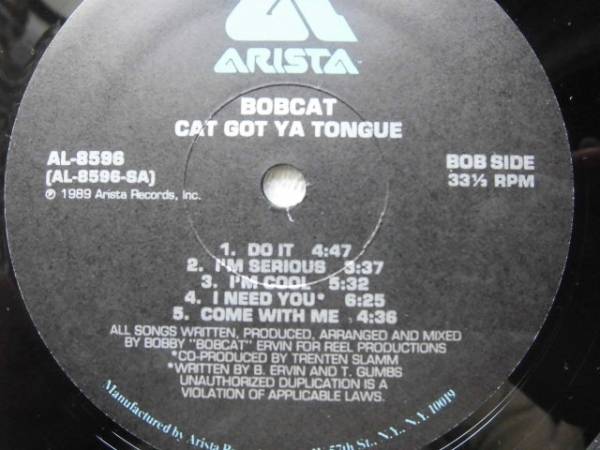 ARISTA™
BOBCAT
CAT GOT YA TONGUE
AL-8596
(AL-8596-SA)
℗ 1989 Arista Records, Inc.
BOB SIDE
33⅓ RPM
1. DO IT 4:47
2. I'M SERIOUS 3:37
3. I'M COOL 5:32
4. I NEED YOU* 6:25
5. COME WITH ME 4:36
ALL SONGS WRITTEN, PRODUCED, ARRANGED AND MIXED
BY BOBBY "BOBCAT" ERVIN FOR REEL PRODUCTIONS
*CO-PRODUCED BY TRENTEN SLAMM
*WRITTEN BY B. ERVIN AND T. GUMBS
UNAUTHORIZED DUPLICATION IS A
VIOLATION OF APPLICABLE LAWS.
Manufactured by Arista 57th St., N.Y., N.Y. 10019